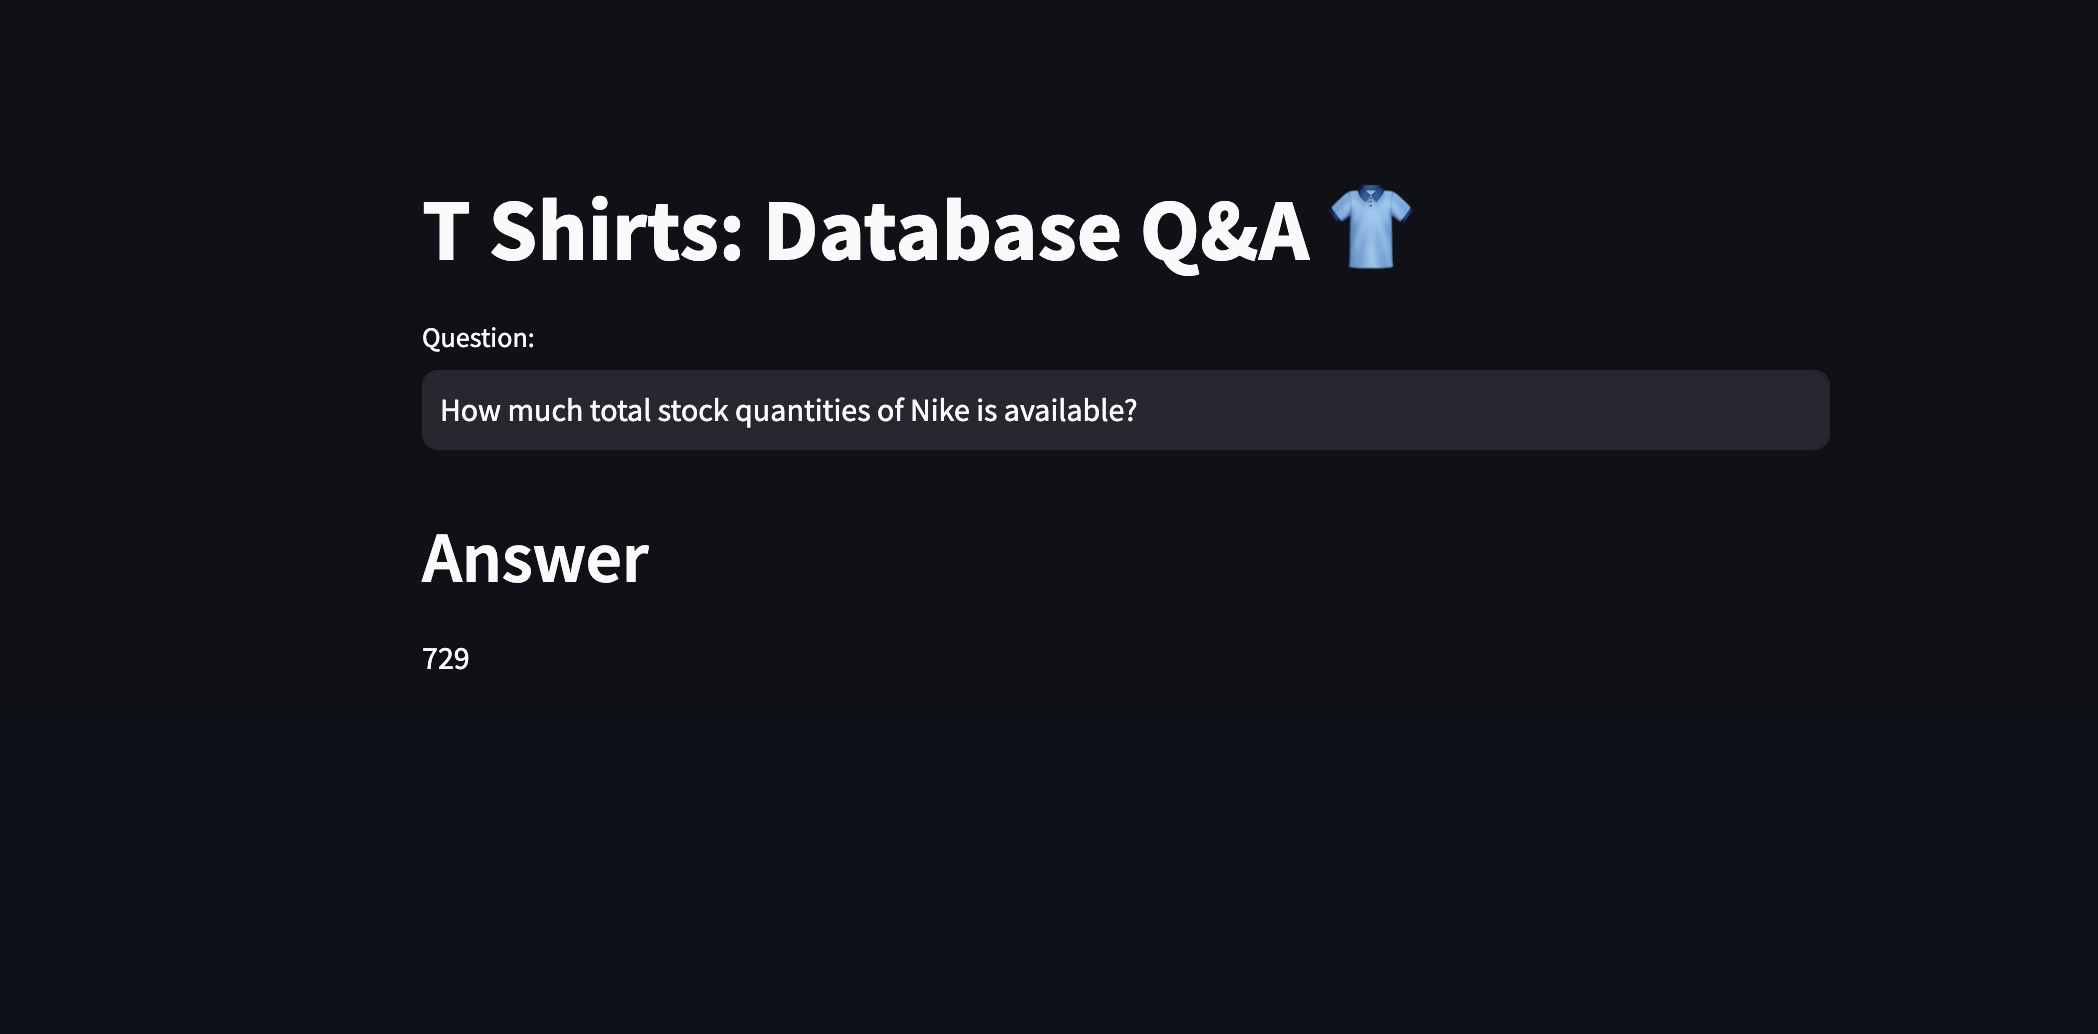 T Shirts: Database Q&A 👕
Question:
How much total stock quantities of Nike is available?
Answer
729